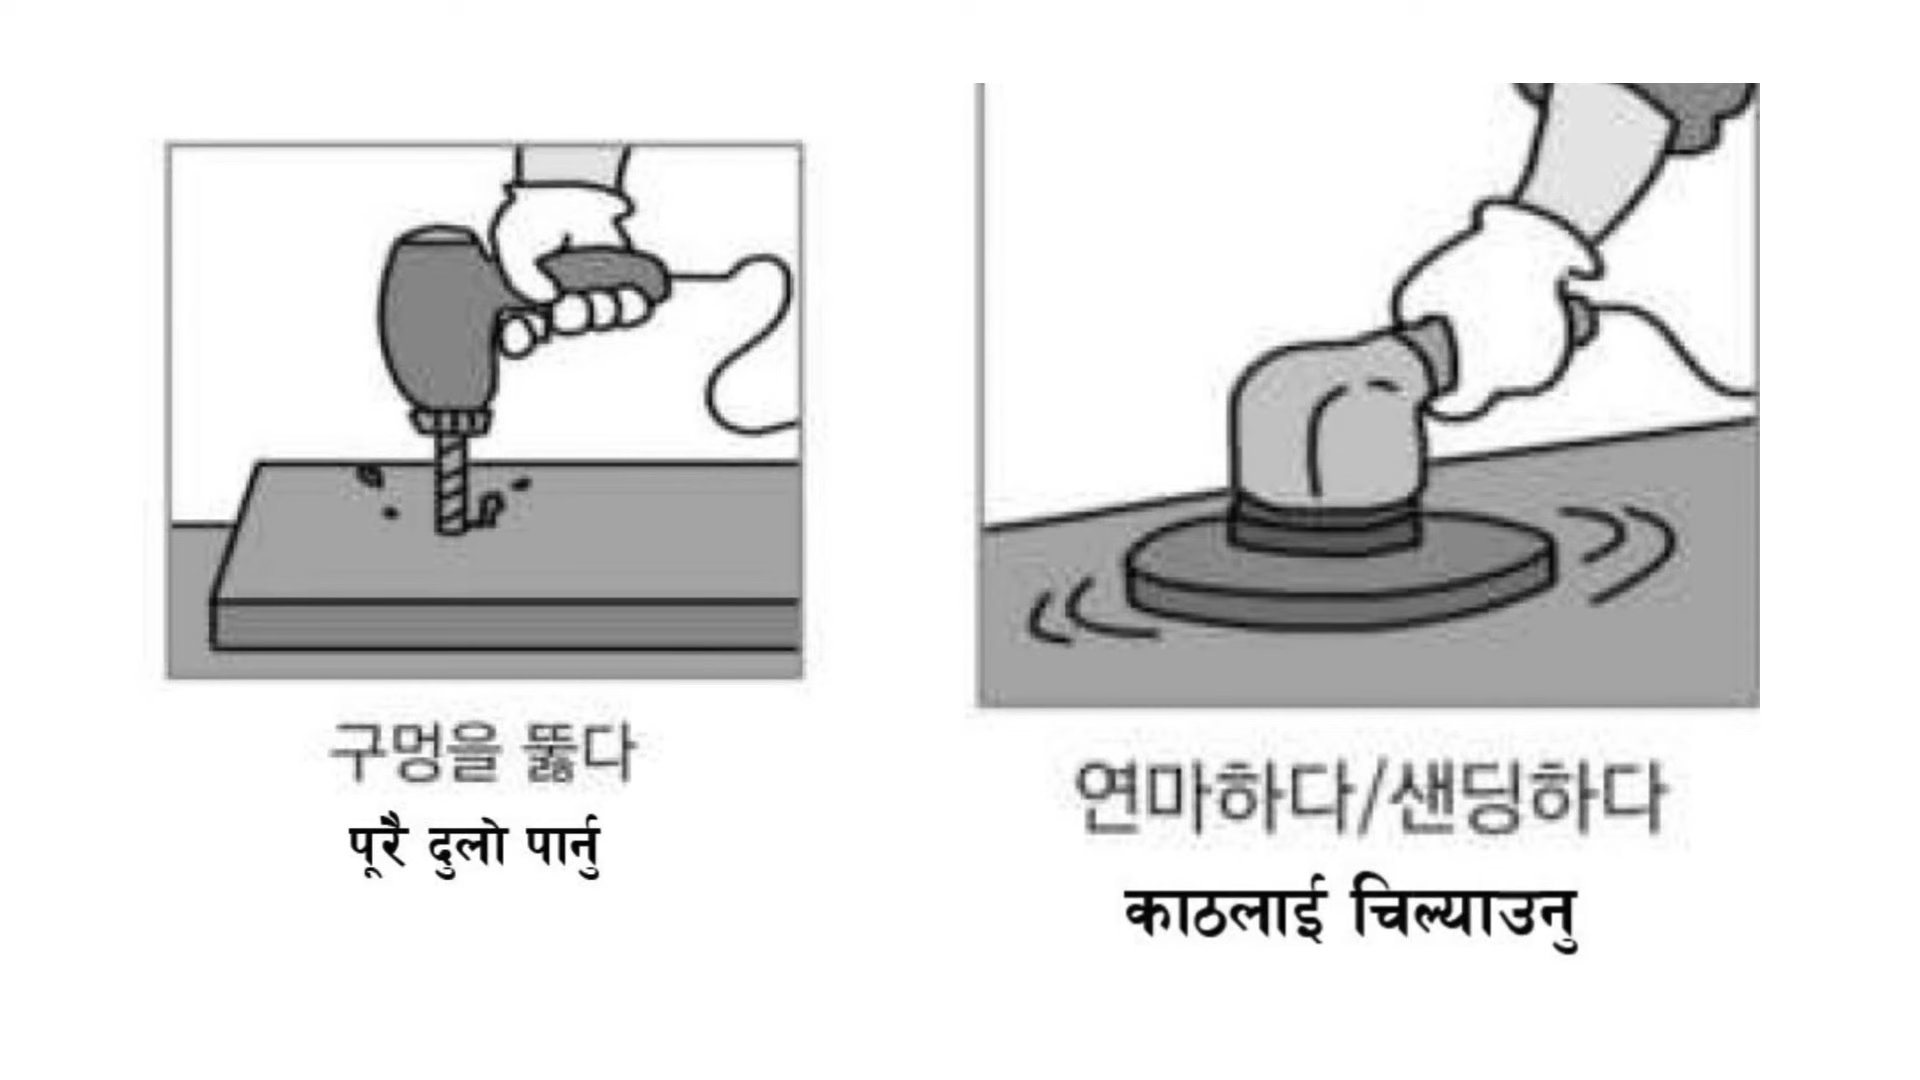 구멍을 뚫다
पूरै दुलो पार्नु
연마하다/샌딩하다
काठलाई चिल्याउनु